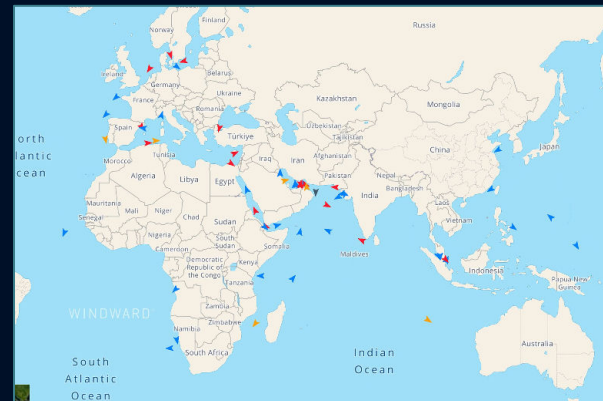 Russia
Finland
Norway
Ireland
Belarus
Germany
Ukraine
France
Romania
Kazakhstan
Mongolia
Uzbekistan
Tajikistan
Spain
Türkiye
orth
lantic
cean
Tunisia
Morocco
Iraq
Iran
Afghanistan
China
Japan
Algeria
Libya
Egypt
Pakistan
Nepal
Bangladesh
India
Laos
Mauritania
Mali
Niger
Chad
Sudan
Senegal
Vietnam
Nigeria
South
Sudan
Somalia
Cameroon
Maldives
Democratic
Republic of
the Congo
Kenya
Tanzania
Indonesia
Papua New
Guinea
Zambia
WINDWARD
Zimbabwe
Namibia
South Africa
Australia
Indian
Ocean
South
Atlantic
Ocean